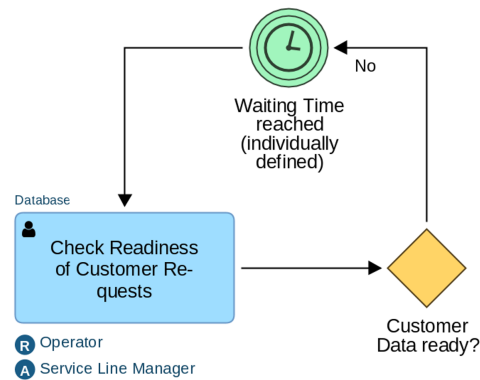 No
Waiting Time
reached
(individually
defined)
Database
Check Readiness
of Customer Re-
quests
Customer
Data ready?
R Operator
A Service Line Manager